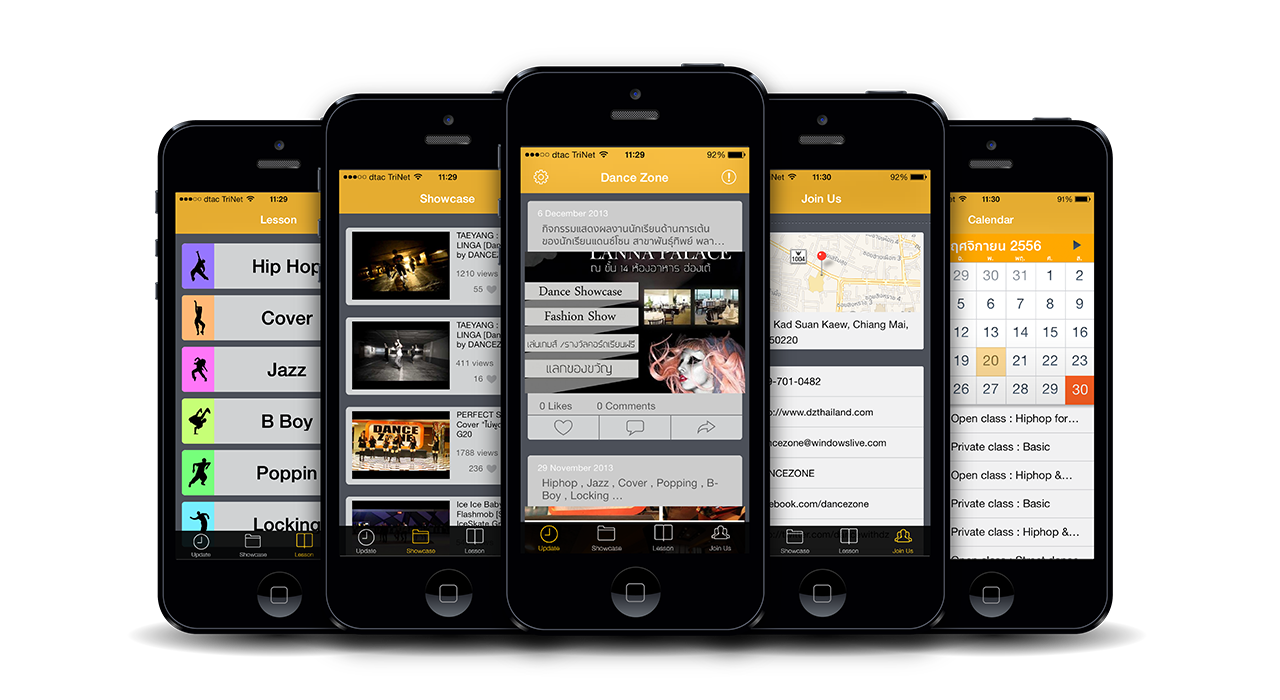 dtac TriNet 11:29
Lesson
Hip Hop
Cover
Jazz
B Boy
Poppin
Locking
Update Showcase Lesson
dtac TriNet 11:29
Showcase
TAEYANG :
LINGA [Dan
by DANCE
1210 views
55
TAEYANG :
LINGA [Dan
by DANCEZ
411 views
16
DANCE
ZONE
PERFECT S
Cover "ไม่พูด
G20
1788 views
236
Ice Ice Baby
Flashmob [S
IceSkate Gr
Update Showcase Lesson
dtac TriNet 11:29 92%
Dance Zone
6 December 2013
กิจกรรมแสดงผลงานนักเรียนด้านการเต้น
ของนักเรียนแดนซ์โซน สาขาพันธุ์ทิพย์ พลา...
LANNA PALACE
ณ ชั้น 14 ห้องอาหาร ฮ่องเต้
Dance Showcase
Fashion Show
เล่นเกมส์ /รางวัลคอร์ดเรียนฟรี
แลกของขวัญ
0 Likes 0 Comments
29 November 2013
Hiphop , Jazz , Cover , Popping , B-
Boy , Locking ...
Update Showcase Lesson Join Us
Net 11:30 92%
Join Us
1004
Kad Suan Kaew, Chiang Mai,
50220
9-701-0482
p://www.dzthailand.com
ncezone@windowslive.com
NCEZONE
cebook.com/dancezone
Showcase Lesson Join Us
et 11:30 91%
Calendar
ฤศจิกายน 2556
อ. พ. พฤ. ศ. ส.
29 30 31 1 2
5 6 7 8 9
12 13 14 15 16
19 20 21 22 23
26 27 28 29 30
Open class : Hiphop for...
Private class : Basic
Open class : Hiphop &...
Private class : Basic
Private class : Hiphop &...